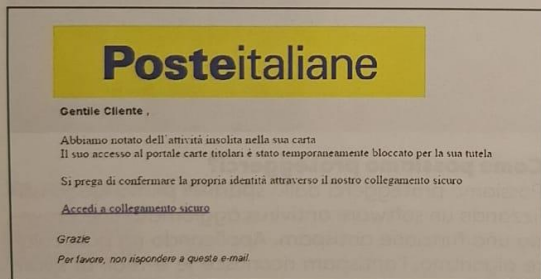 Posteitaliane
Gentile Cliente ,
Abbiamo notato dell'attività insolita nella sua carta
Il suo accesso al portale carte titolari è stato temporaneamente bloccato per la sua tutela
Si prega di confermare la propria identità attraverso il nostro collegamento sicuro
Accedi a collegamento sicuro
Grazie
Per favore, non rispondere a questa e-mail.